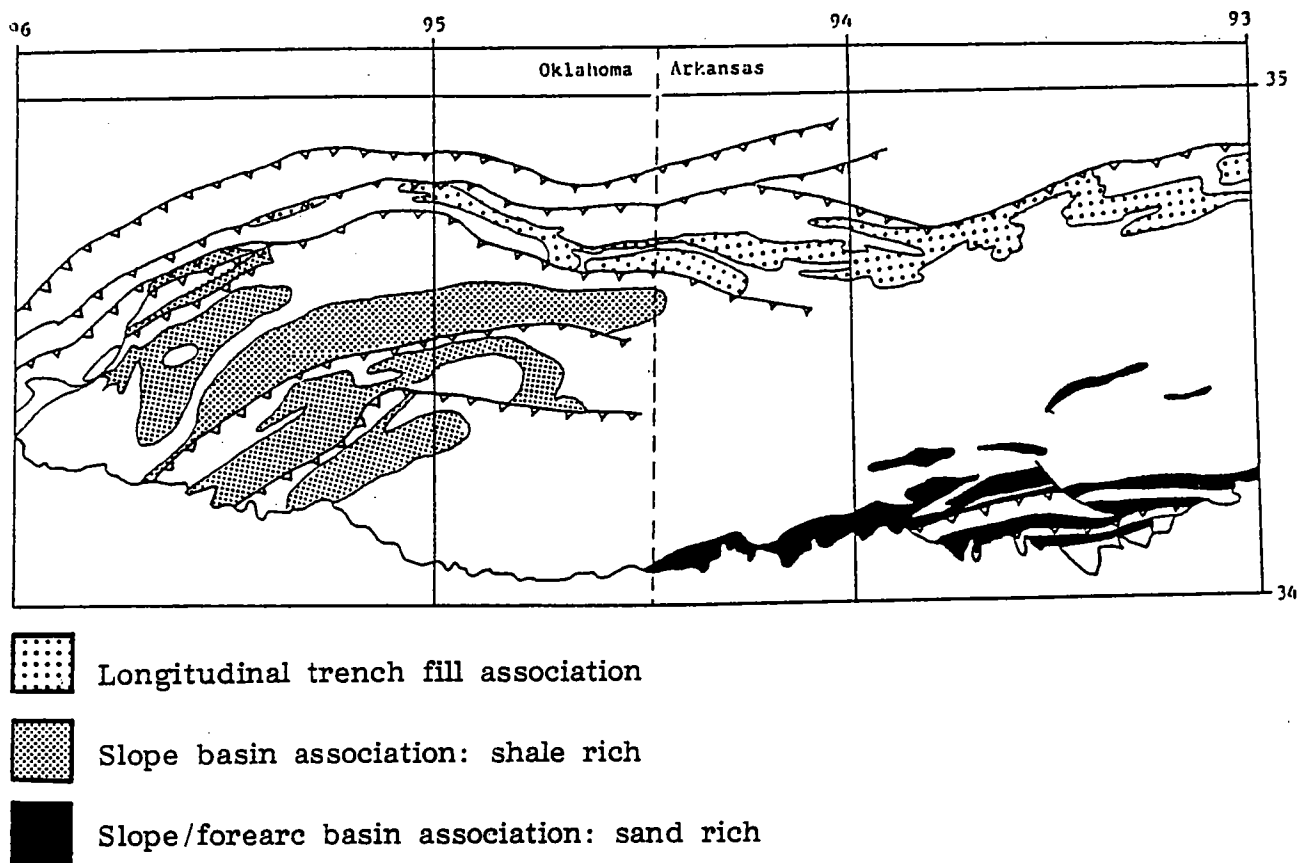 96 95 94 93
Oklahoma Arkansas
35
34
Longitudinal trench fill association
Slope basin association: shale rich
Slope/forearc basin association: sand rich